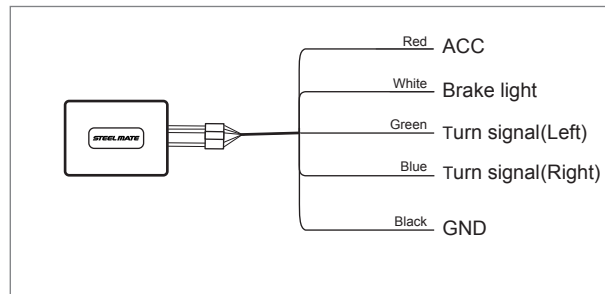 Red ACC
White Brake light
STEELMATE
Green Turn signal(Left)
Blue Turn signal(Right)
Black GND